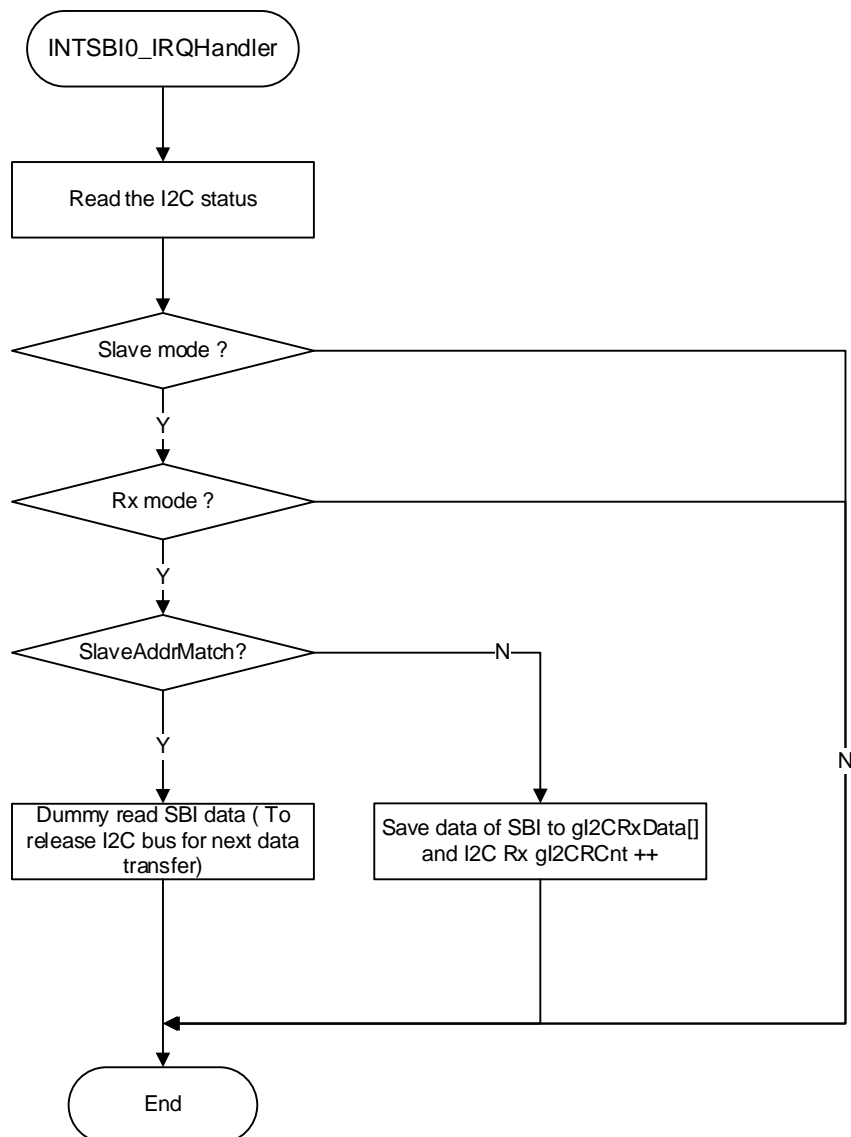 INTSBI0_IRQHandler
Read the I2C status
Slave mode ?
Y
Rx mode ?
Y
SlaveAddrMatch?
N
Y
N
Dummy read SBI data ( To
release I2C bus for next data
transfer)
Save data of SBI to gI2CRxData[]
and I2C Rx gI2CRCnt ++
End